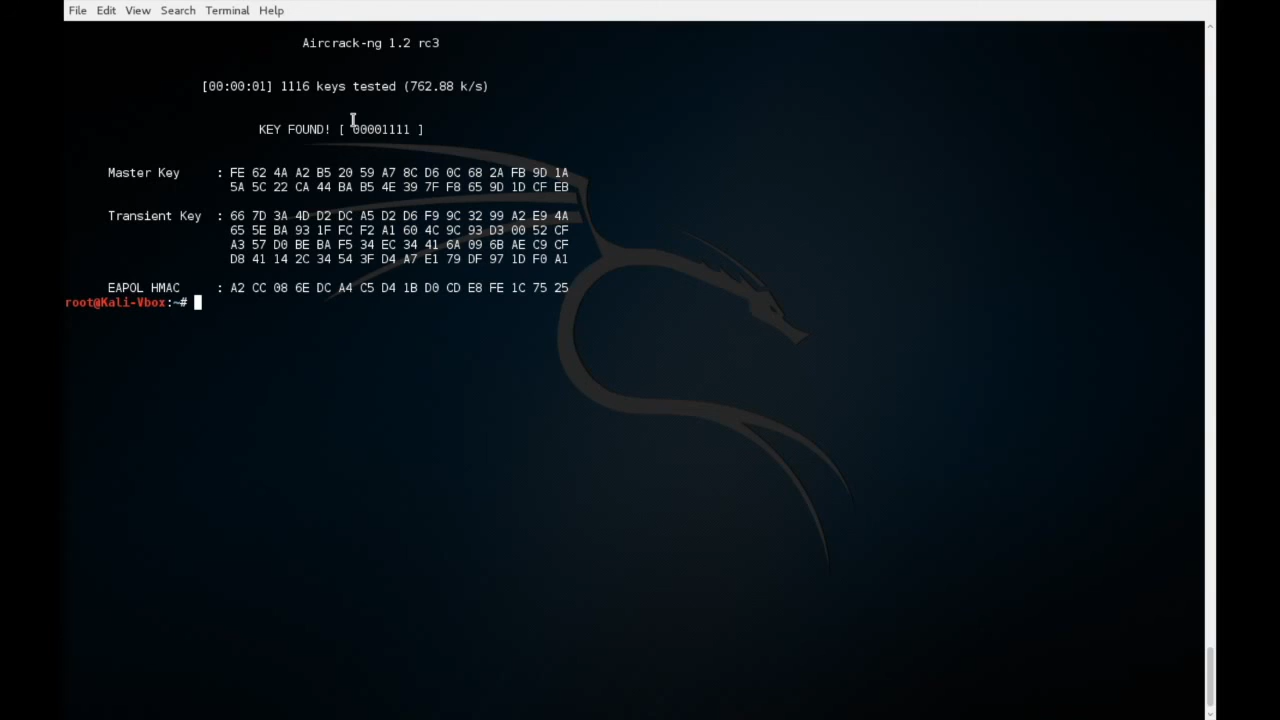 File Edit View Search Terminal Help
Aircrack-ng 1.2 rc3
[00:00:01] 1116 keys tested (762.88 k/s)
KEY FOUND! [ 00001111 ]
Master Key : FE 62 4A A2 B5 20 59 A7 8C D6 0C 68 2A FB 9D 1A
5A 5C 22 CA 44 BA B5 4E 39 7F F8 65 9D 1D CF EB
Transient Key : 66 7D 3A 4D D2 DC A5 D2 D6 F9 9C 32 99 A2 E9 4A
65 5E BA 93 1F FC F2 A1 60 4C 9C 93 D3 00 52 CF
A3 57 D0 BE BA F5 34 EC 34 41 6A 09 6B AE C9 CF
D8 41 14 2C 34 54 3F D4 A7 E1 79 DF 97 1D F0 A1
EAPOL HMAC : A2 CC 08 6E DC A4 C5 D4 1B D0 CD E8 FE 1C 75 25
root@Kali-Vbox:~#